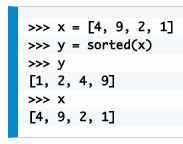 >>> x = [4, 9, 2, 1]
>>> y = sorted(x)
>>> y
[1, 2, 4, 9]
>>> x
[4, 9, 2, 1]